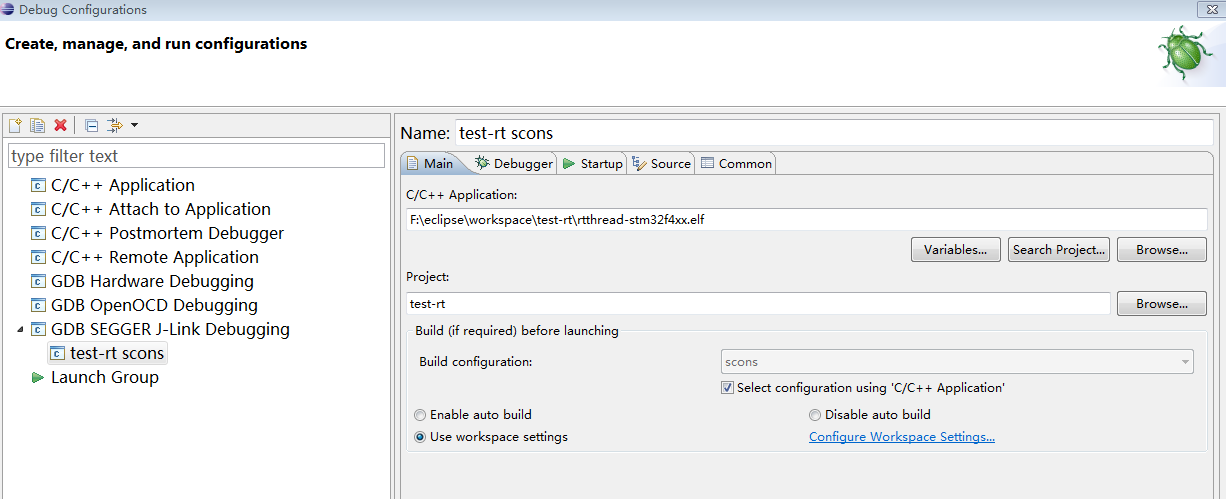 Debug Configurations
Create, manage, and run configurations
type filter text
C/C++ Application
C/C++ Attach to Application
C/C++ Postmortem Debugger
C/C++ Remote Application
GDB Hardware Debugging
GDB OpenOCD Debugging
GDB SEGGER J-Link Debugging
test-rt scons
Launch Group
Name: test-rt scons
Main Debugger Startup Source Common
C/C++ Application:
F:\eclipse\workspace\test-rt\rtthread-stm32f4xx.elf
Variables... Search Project... Browse...
Project:
test-rt Browse...
Build (if required) before launching
Build configuration: scons
Select configuration using 'C/C++ Application'
Enable auto build Disable auto build
Use workspace settings Configure Workspace Settings...